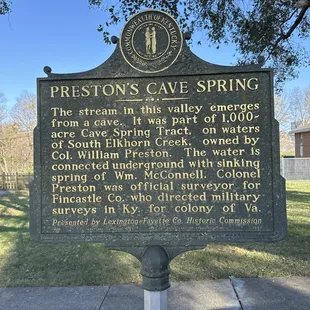 COMMONWEALTH OF KENTUCKY
PRESTON'S CAVE SPRING
The stream in this valley emerges
from a cave. It was part of 1,000-
acre Cave Spring Tract, on waters
of South Elkhorn Creek, owned by
Col. William Preston. The water is
connected underground with sinking
spring of Wm. McConnell. Colonel
Preston was official surveyor for
Fincastle Co. who directed military
surveys in Ky. for colony of Va.
Presented by Lexington-Fayette Co. Historic Commission